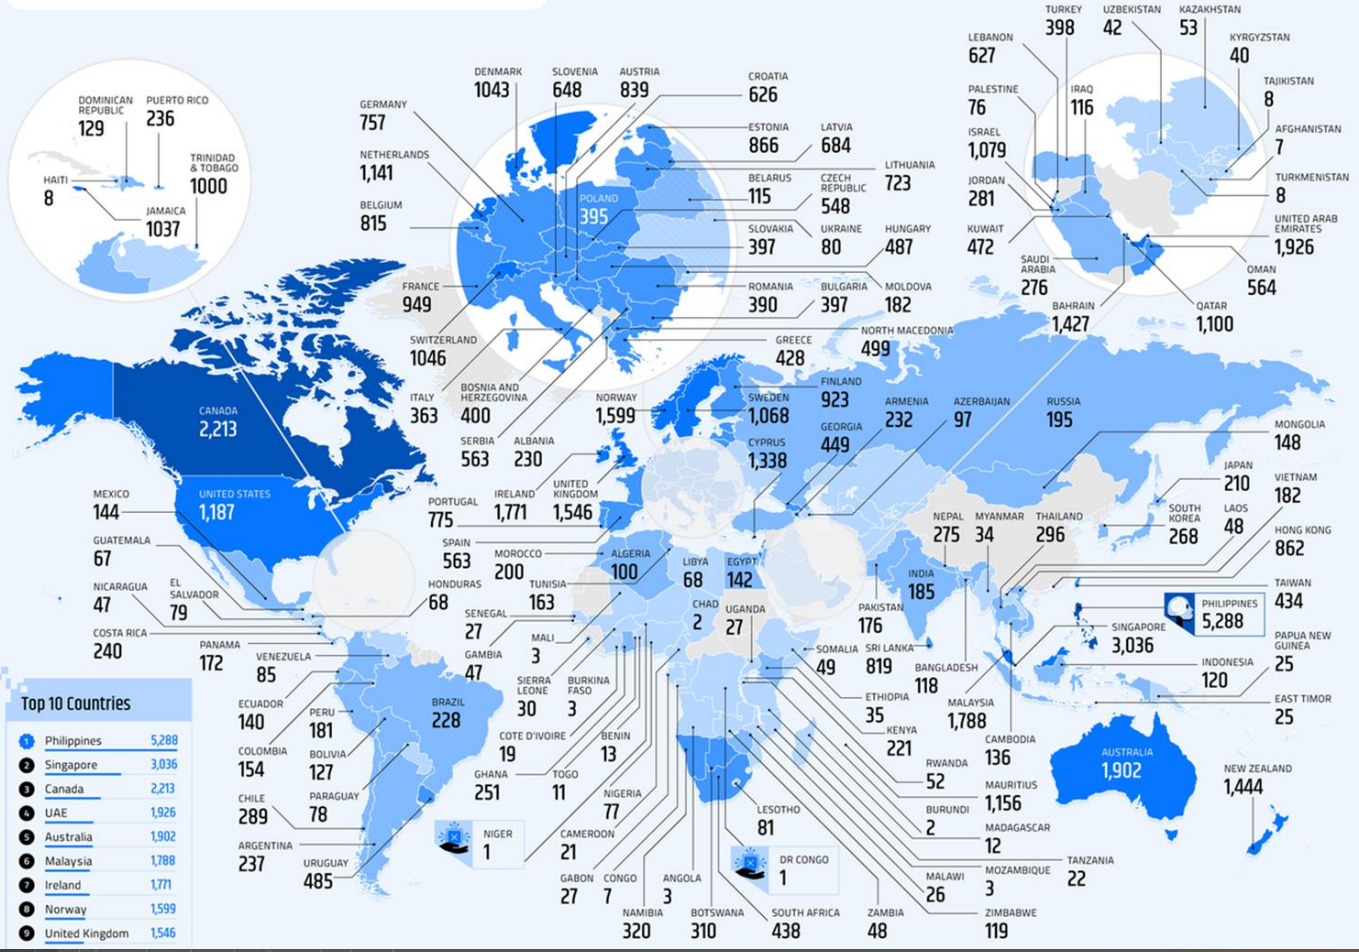 DOMINICAN
REPUBLIC
129
PUERTO RICO
236
TRINIDAD
& TOBAGO
1000
HAITI
8
JAMAICA
1037
DENMARK
1043
SLOVENIA
648
AUSTRIA
839
CROATIA
626
GERMANY
757
ESTONIA
866
LATVIA
684
NETHERLANDS
1,141
LITHUANIA
723
BELARUS
115
CZECH
REPUBLIC
548
BELGIUM
815
POLAND
395
SLOVAKIA
397
UKRAINE
80
HUNGARY
487
FRANCE
949
ROMANIA
390
BULGARIA
397
MOLDOVA
182
SWITZERLAND
1046
GREECE
428
NORTH MACEDONIA
499
ITALY
363
BOSNIA AND
HERZEGOVINA
400
SERBIA
563
ALBANIA
230
TURKEY
398
UZBEKISTAN
42
KAZAKHSTAN
53
LEBANON
627
KYRGYZSTAN
40
PALESTINE
76
IRAQ
116
TAJIKISTAN
8
ISRAEL
1,079
AFGHANISTAN
7
JORDAN
281
TURKMENISTAN
8
KUWAIT
472
UNITED ARAB
EMIRATES
1,926
SAUDI
ARABIA
276
OMAN
564
BAHRAIN
1,427
QATAR
1,100
NORWAY
1,599
SWEDEN
1,068
FINLAND
923
CYPRUS
1,338
GEORGIA
449
ARMENIA
232
AZERBAIJAN
97
RUSSIA
195
MONGOLIA
148
CANADA
2,213
UNITED STATES
1,187
MEXICO
144
GUATEMALA
67
NICARAGUA
47
EL
SALVADOR
79
COSTA RICA
240
PANAMA
172
HONDURAS
68
VENEZUELA
85
ECUADOR
140
COLOMBIA
154
PERU
181
BOLIVIA
127
BRAZIL
228
PARAGUAY
78
CHILE
289
ARGENTINA
237
URUGUAY
485
PORTUGAL
775
IRELAND
1,771
UNITED
KINGDOM
1,546
SPAIN
563
MOROCCO
200
ALGERIA
100
TUNISIA
163
LIBYA
68
EGYPT
142
CHAD
2
UGANDA
27
SENEGAL
27
GAMBIA
47
MALI
3
SIERRA
LEONE
30
BURKINA
FASO
3
COTE D'IVOIRE
19
BENIN
13
GHANA
251
TOGO
11
NIGERIA
77
NIGER
1
CAMEROON
21
GABON
27
CONGO
7
ANGOLA
3
NAMIBIA
320
BOTSWANA
310
SOUTH AFRICA
438
LESOTHO
81
DR CONGO
1
ZAMBIA
48
ZIMBABWE
119
MALAWI
26
MOZAMBIQUE
3
TANZANIA
22
MADAGASCAR
12
BURUNDI
2
MAURITIUS
1,156
RWANDA
52
KENYA
221
ETHIOPIA
35
SOMALIA
49
PAKISTAN
176
INDIA
185
SRI LANKA
819
BANGLADESH
118
NEPAL
275
MYANMAR
34
THAILAND
296
MALAYSIA
1,788
CAMBODIA
136
SINGAPORE
3,036
JAPAN
210
SOUTH
KOREA
268
VIETNAM
182
LAOS
48
HONG KONG
862
TAIWAN
434
PHILIPPINES
5,288
PAPUA NEW
GUINEA
25
INDONESIA
120
EAST TIMOR
25
AUSTRALIA
1,902
NEW ZEALAND
1,444
Top 10 Countries
1 Philippines 5,288
2 Singapore 3,036
3 Canada 2,213
4 UAE 1,926
5 Australia 1,902
6 Malaysia 1,788
7 Ireland 1,771
8 Norway 1,599
9 United Kingdom 1,546